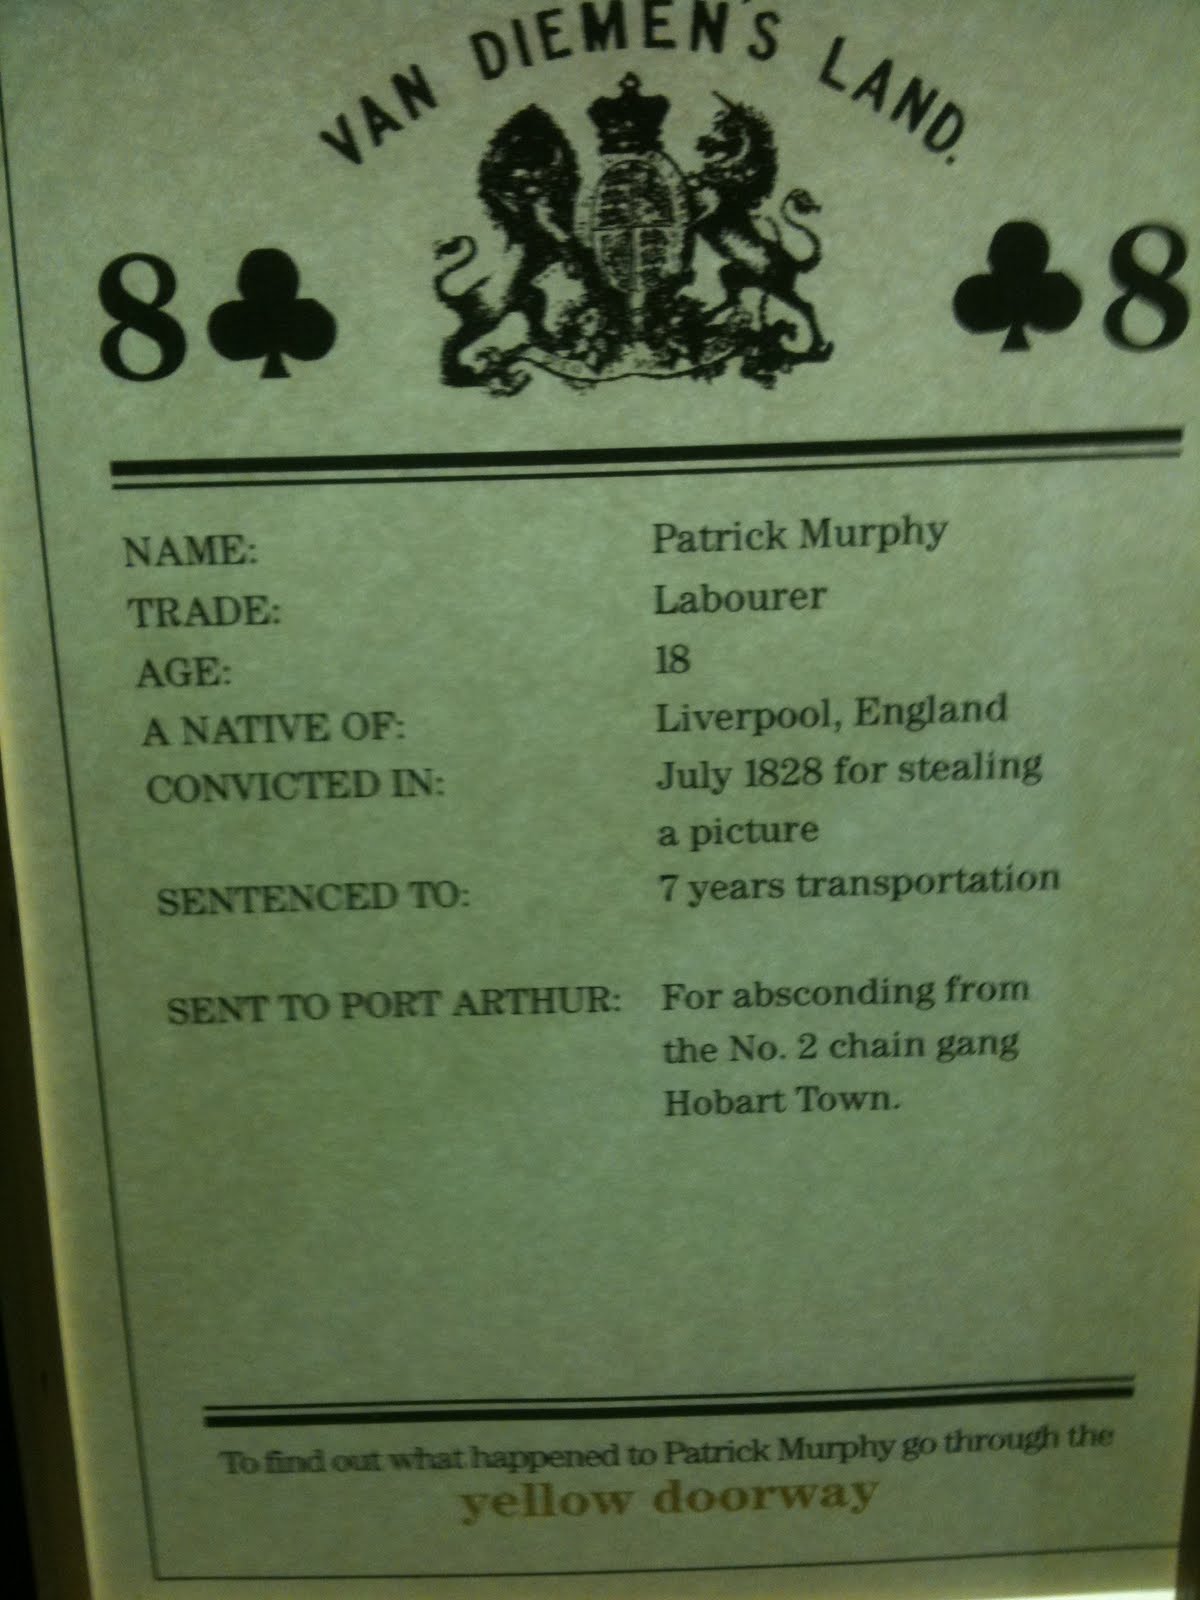 VAN DIEMEN'S LAND.
8♣ ♣8
NAME: Patrick Murphy
TRADE: Labourer
AGE: 18
A NATIVE OF: Liverpool, England
CONVICTED IN: July 1828 for stealing
a picture
SENTENCED TO: 7 years transportation
SENT TO PORT ARTHUR: For absconding from
the No. 2 chain gang
Hobart Town.
To find out what happened to Patrick Murphy go through the
yellow doorway